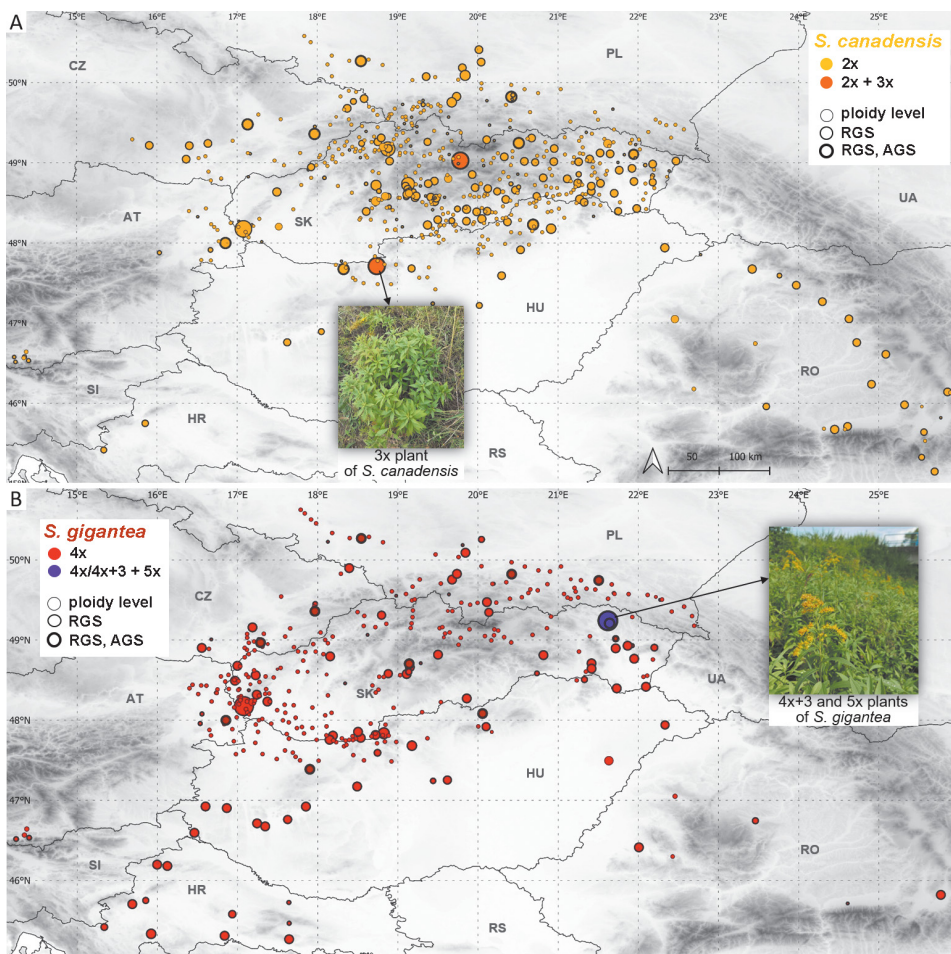 A
15°E 16°E 17°E 18°E 19°E 20°E 21°E 22°E 23°E 24°E 25°E
CZ
PL
S. canadensis
2x
2x + 3x
ploidy level
RGS
RGS, AGS
50°N
49°N
AT
SK
UA
48°N
HU
47°N
RO
SI
46°N
HR
RS
3x plant
of S. canadensis
50 100 km
B
15°E 16°E 17°E 18°E 19°E 20°E 21°E 22°E 23°E 24°E 25°E
S. gigantea
4x
4x/4x+3 + 5x
ploidy level
RGS
RGS, AGS
PL
50°N
CZ
49°N
AT
SK
UA
4x+3 and 5x plants
of S. gigantea
48°N
HU
47°N
RO
SI
46°N
HR
RS